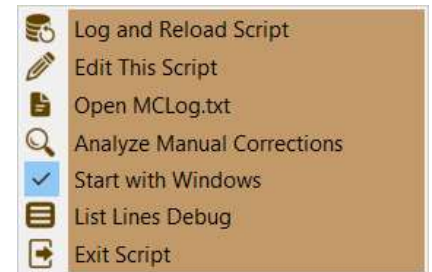 Log and Reload Script
Edit This Script
Open MCLog.txt
Analyze Manual Corrections
Start with Windows
List Lines Debug
Exit Script